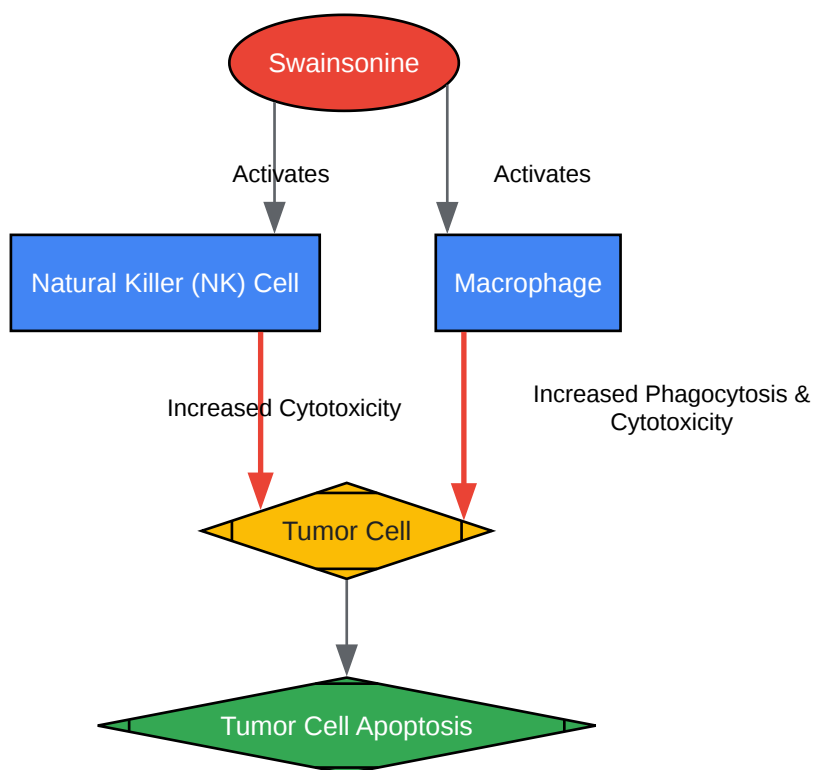 Swainsonine
Activates
Activates
Natural Killer (NK) Cell
Macrophage
Increased Cytotoxicity
Increased Phagocytosis &
Cytotoxicity
Tumor Cell
Tumor Cell Apoptosis